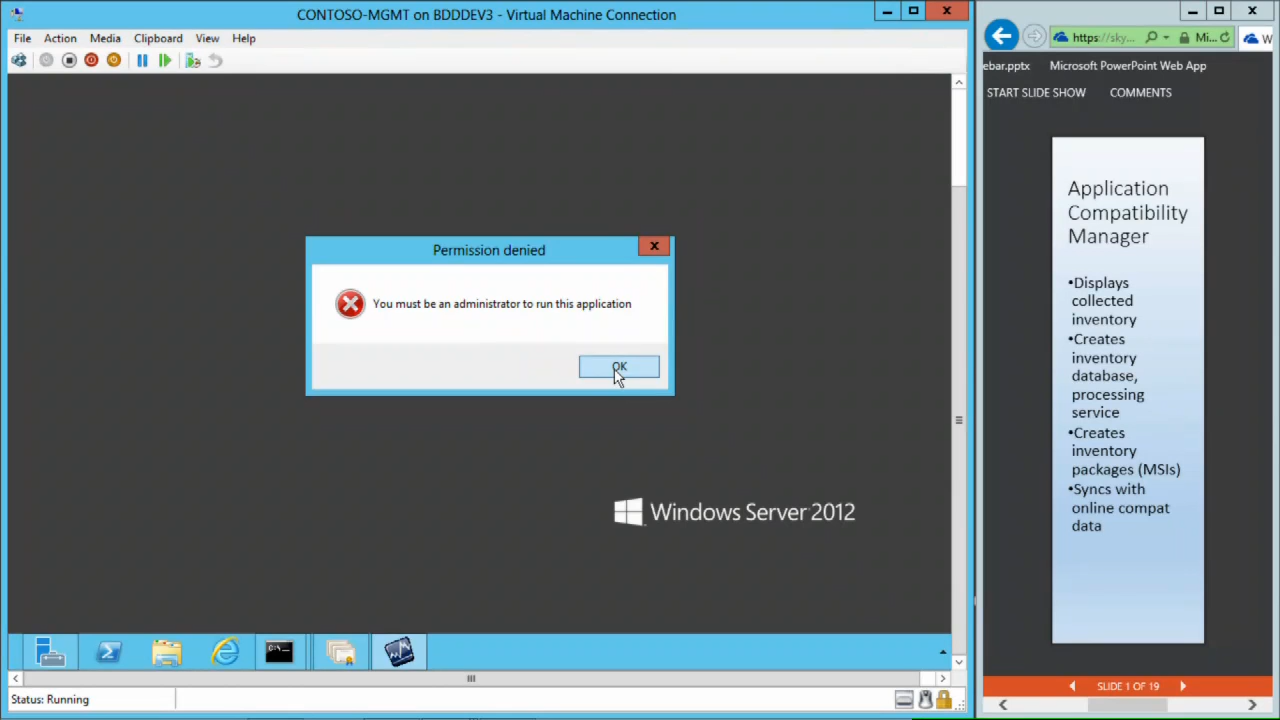 CONTOSO-MGMT on BDDDEV3 - Virtual Machine Connection
File Action Media Clipboard View Help
Permission denied
You must be an administrator to run this application
OK
Windows Server 2012
Status: Running
https://sky... Mi... W
ebar.pptx Microsoft PowerPoint Web App
START SLIDE SHOW COMMENTS
Application
Compatibility
Manager
•Displays
collected
inventory
•Creates
inventory
database,
processing
service
•Creates
inventory
packages (MSIs)
•Syncs with
online compat
data
SLIDE 1 OF 19